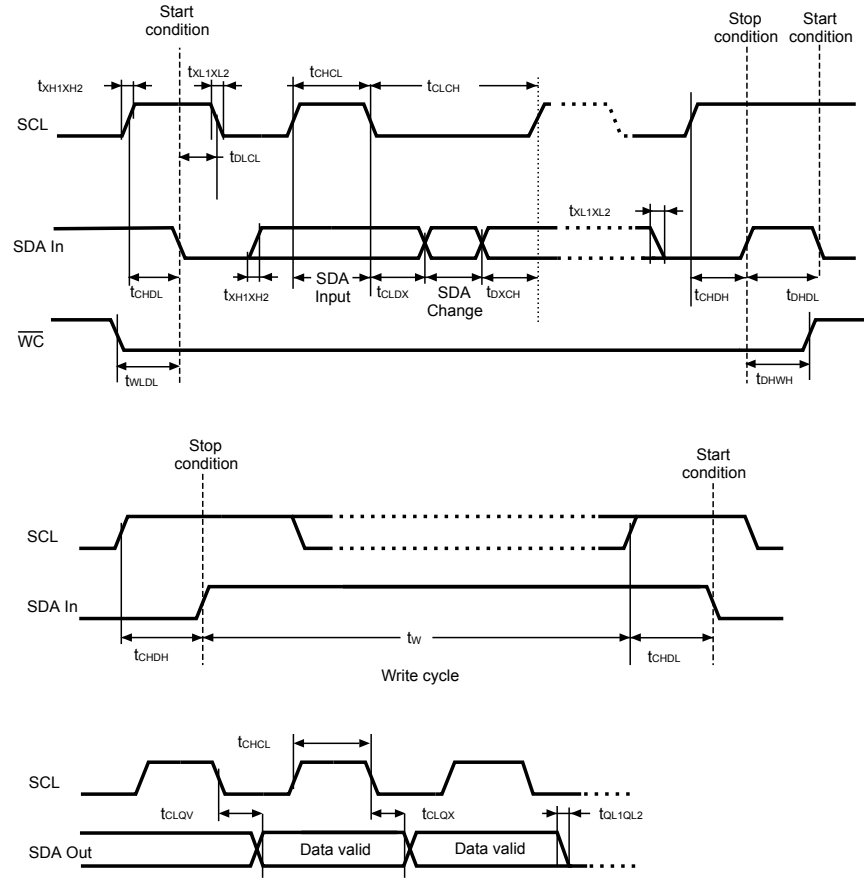 Start
condition
Stop
condition
Start
condition
tXH1XH2
tXL1XL2
tCHCL
tCLCH
SCL
tDLCL
tXL1XL2
SDA In
tCHDL
tXH1XH2
SDA
Input
tCLDX
SDA
Change
tDXCH
tCHDH
tDHDL
WC
tWLDL
tDHWH
Stop
condition
Start
condition
SCL
SDA In
tCHDH
tW
tCHDL
Write cycle
tCHCL
SCL
tCLQV
tCLQX
tQL1QL2
SDA Out
Data valid
Data valid